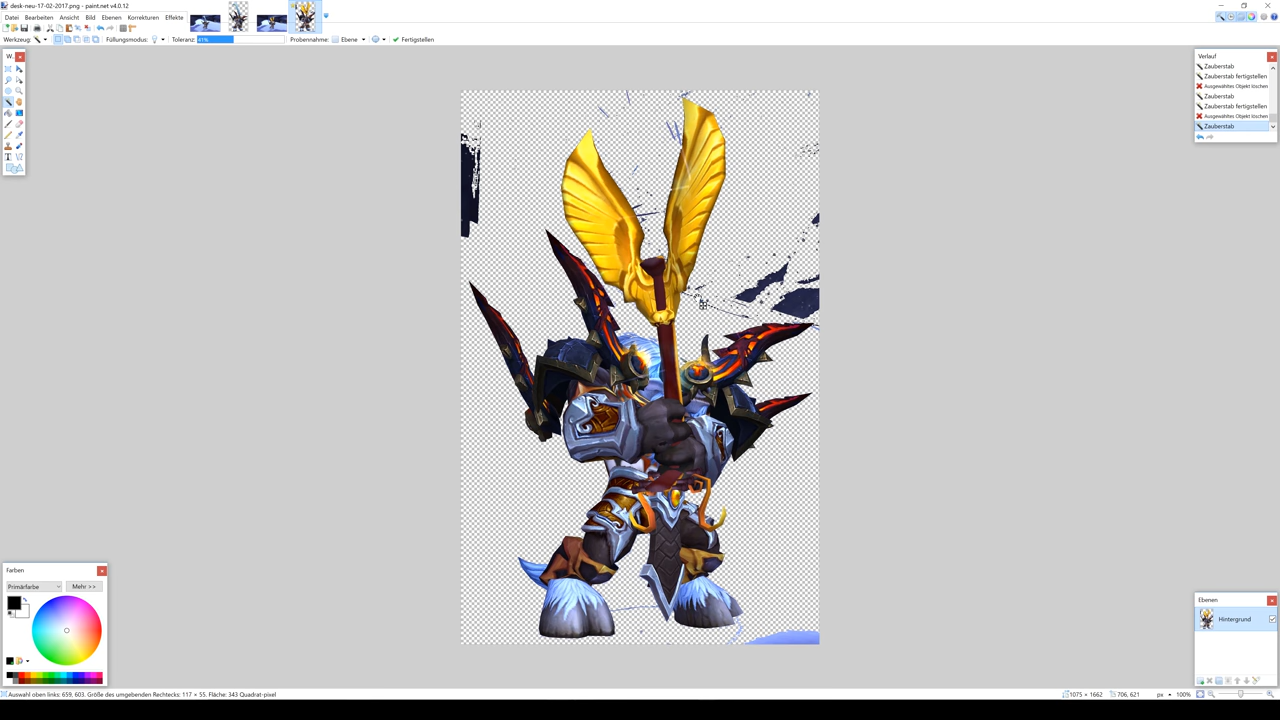 desk-neu-17-02-2017.png - paint.net v4.0.12
Datei Bearbeiten Ansicht Bild Ebenen Korrekturen Effekte
Werkzeug: Füllungsmodus: Toleranz: 41% Probennahme: Ebene Fertigstellen
W..
Verlauf
Zauberstab
Zauberstab fertigstellen
Ausgewähltes Objekt löschen
Zauberstab
Zauberstab fertigstellen
Ausgewähltes Objekt löschen
Zauberstab
Farben
Primärfarbe Mehr >>
Ebenen
Hintergrund
Auswahl oben links: 659, 603. Größe des umgebenden Rechtecks: 117 × 55, Fläche: 343 Quadrat-pixel
1075 × 1662 706, 621 px 100%